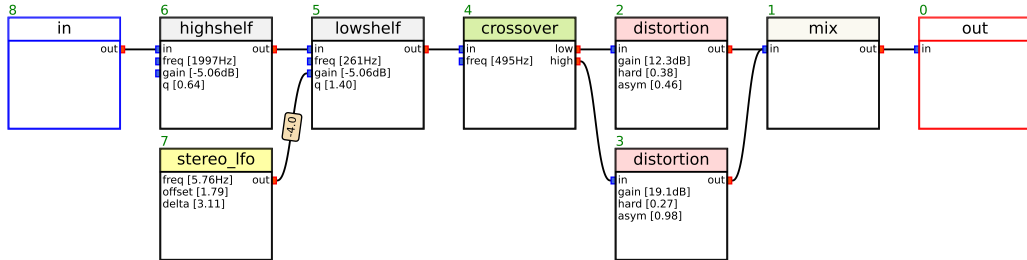 8
in
out
6
highshelf
in
out
freq [1997Hz]
gain [-5.06dB]
q [0.64]
5
lowshelf
in
out
freq [261Hz]
gain [-5.06dB]
q [1.40]
4
crossover
in
low
freq [495Hz]
high
2
distortion
in
out
gain [12.3dB]
hard [0.38]
asym [0.46]
1
mix
in
out
0
out
in
-4.0
7
stereo_lfo
freq [5.76Hz]
out
offset [1.79]
delta [3.11]
3
distortion
in
out
gain [19.1dB]
hard [0.27]
asym [0.98]